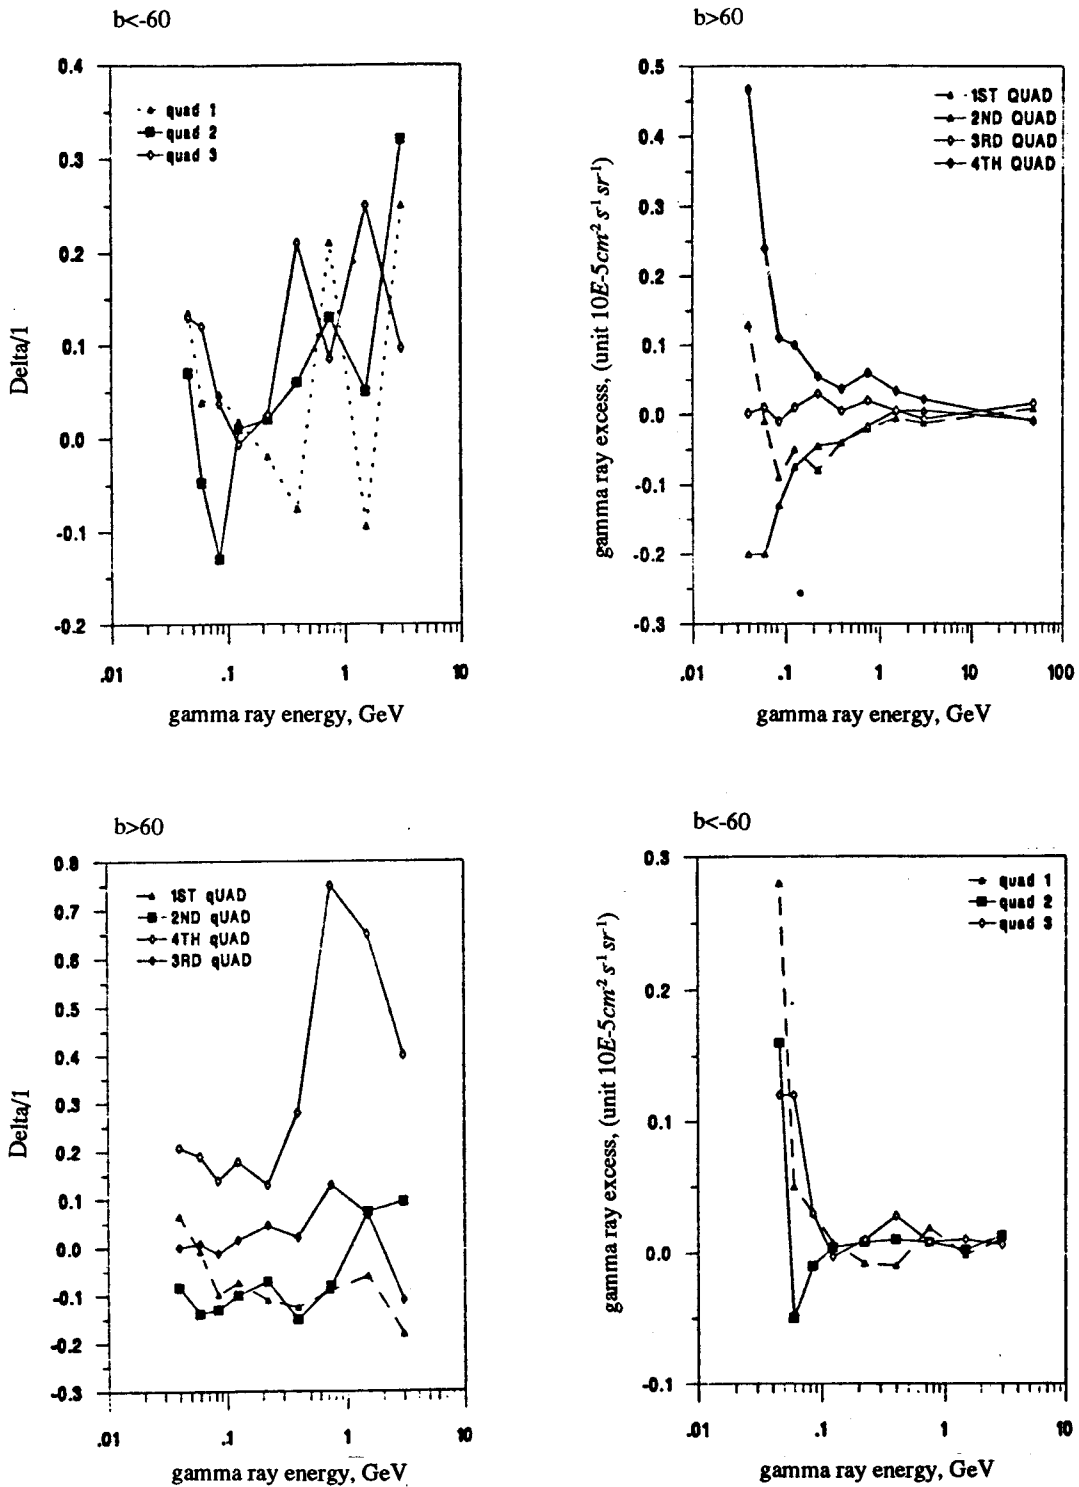 b<-60
0.4
0.3
0.2
0.1
0.0
-0.1
-0.2
quad 1
quad 2
quad 3
Delta/1
.01
.1
1
10
gamma ray energy, GeV
b>60
0.5
0.4
0.3
0.2
0.1
0.0
-0.1
-0.2
-0.3
1ST QUAD
2ND QUAD
3RD QUAD
4TH QUAD
gamma ray excess, (unit 10E-5cm⁻² s⁻¹ sr⁻¹)
.01
.1
1
10
100
gamma ray energy, GeV
b>60
0.8
0.7
0.6
0.5
0.4
0.3
0.2
0.1
0.0
-0.1
-0.2
-0.3
1ST qUAD
2ND qUAD
4TH qUAD
3RD qUAD
Delta/1
.01
.1
1
10
gamma ray energy, GeV
b<-60
0.3
0.2
0.1
0.0
-0.1
quad 1
quad 2
quad 3
gamma ray excess, (unit 10E-5cm⁻² s⁻¹ sr⁻¹)
.01
.1
1
10
gamma ray energy, GeV